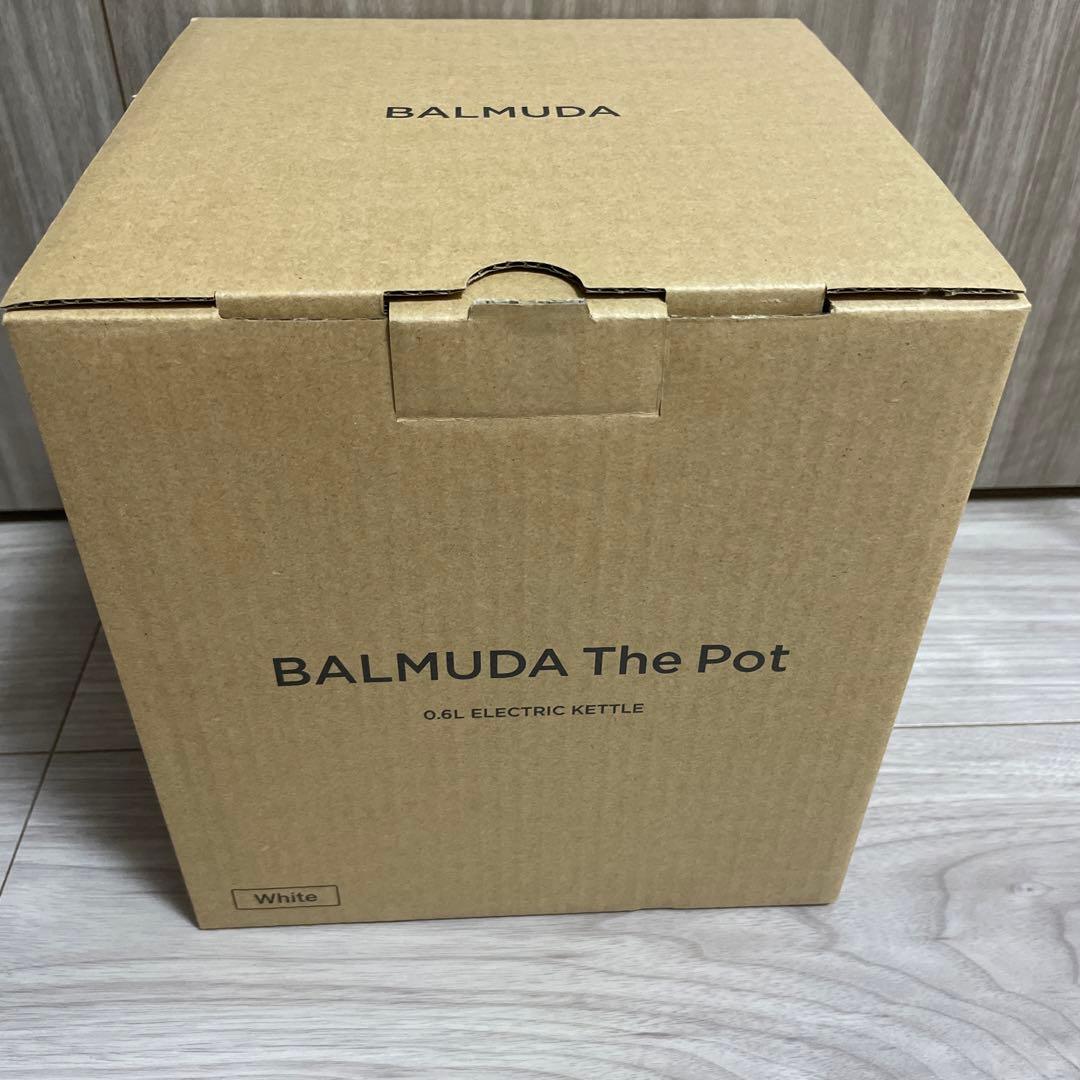 BALMUDA
BALMUDA The Pot
0.6L ELECTRIC KETTLE
White